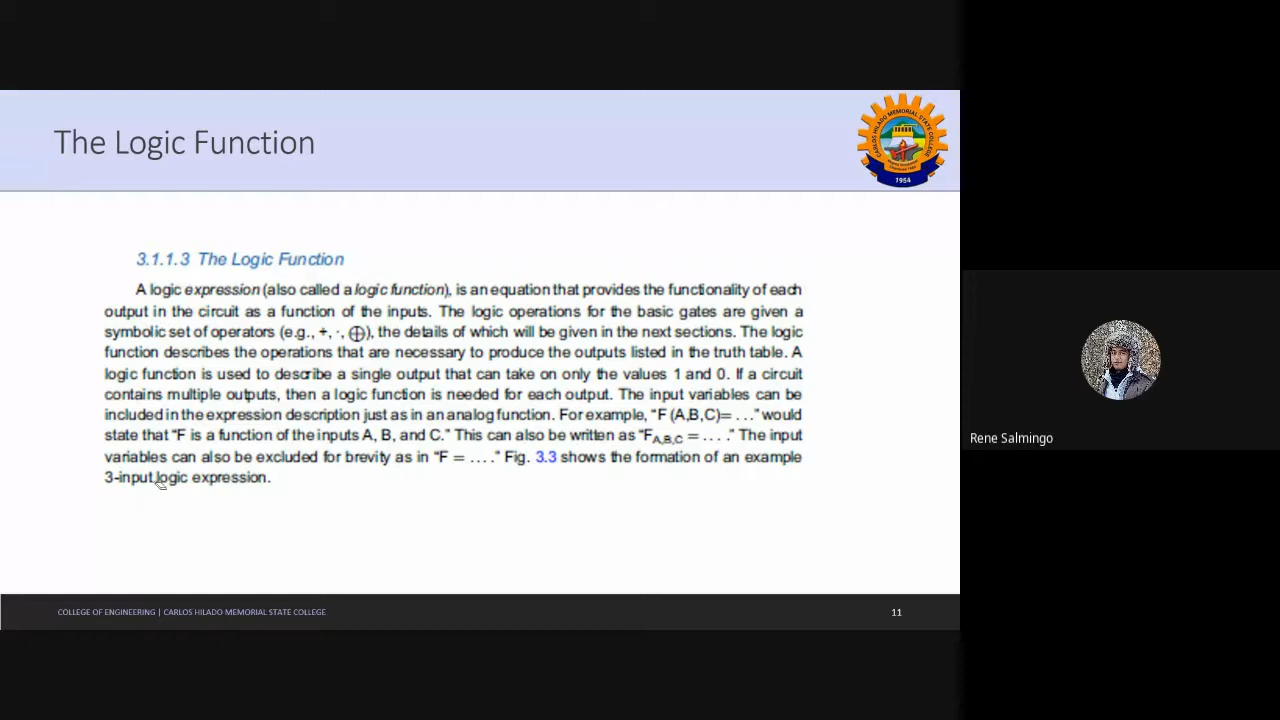 The Logic Function
CARLOS HILADO MEMORIAL STATE COLLEGE
1954
3.1.1.3 The Logic Function
A logic expression (also called a logic function), is an equation that provides the functionality of each
output in the circuit as a function of the inputs. The logic operations for the basic gates are given a
symbolic set of operators (e.g., +, ·, ⊕), the details of which will be given in the next sections. The logic
function describes the operations that are necessary to produce the outputs listed in the truth table. A
logic function is used to describe a single output that can take on only the values 1 and 0. If a circuit
contains multiple outputs, then a logic function is needed for each output. The input variables can be
included in the expression description just as in an analog function. For example, “F (A,B,C)= . . .” would
state that “F is a function of the inputs A, B, and C.” This can also be written as “FA,B,C = . . . .” The input
variables can also be excluded for brevity as in “F = . . . .” Fig. 3.3 shows the formation of an example
3-input logic expression.
Rene Salmingo
COLLEGE OF ENGINEERING | CARLOS HILADO MEMORIAL STATE COLLEGE
11